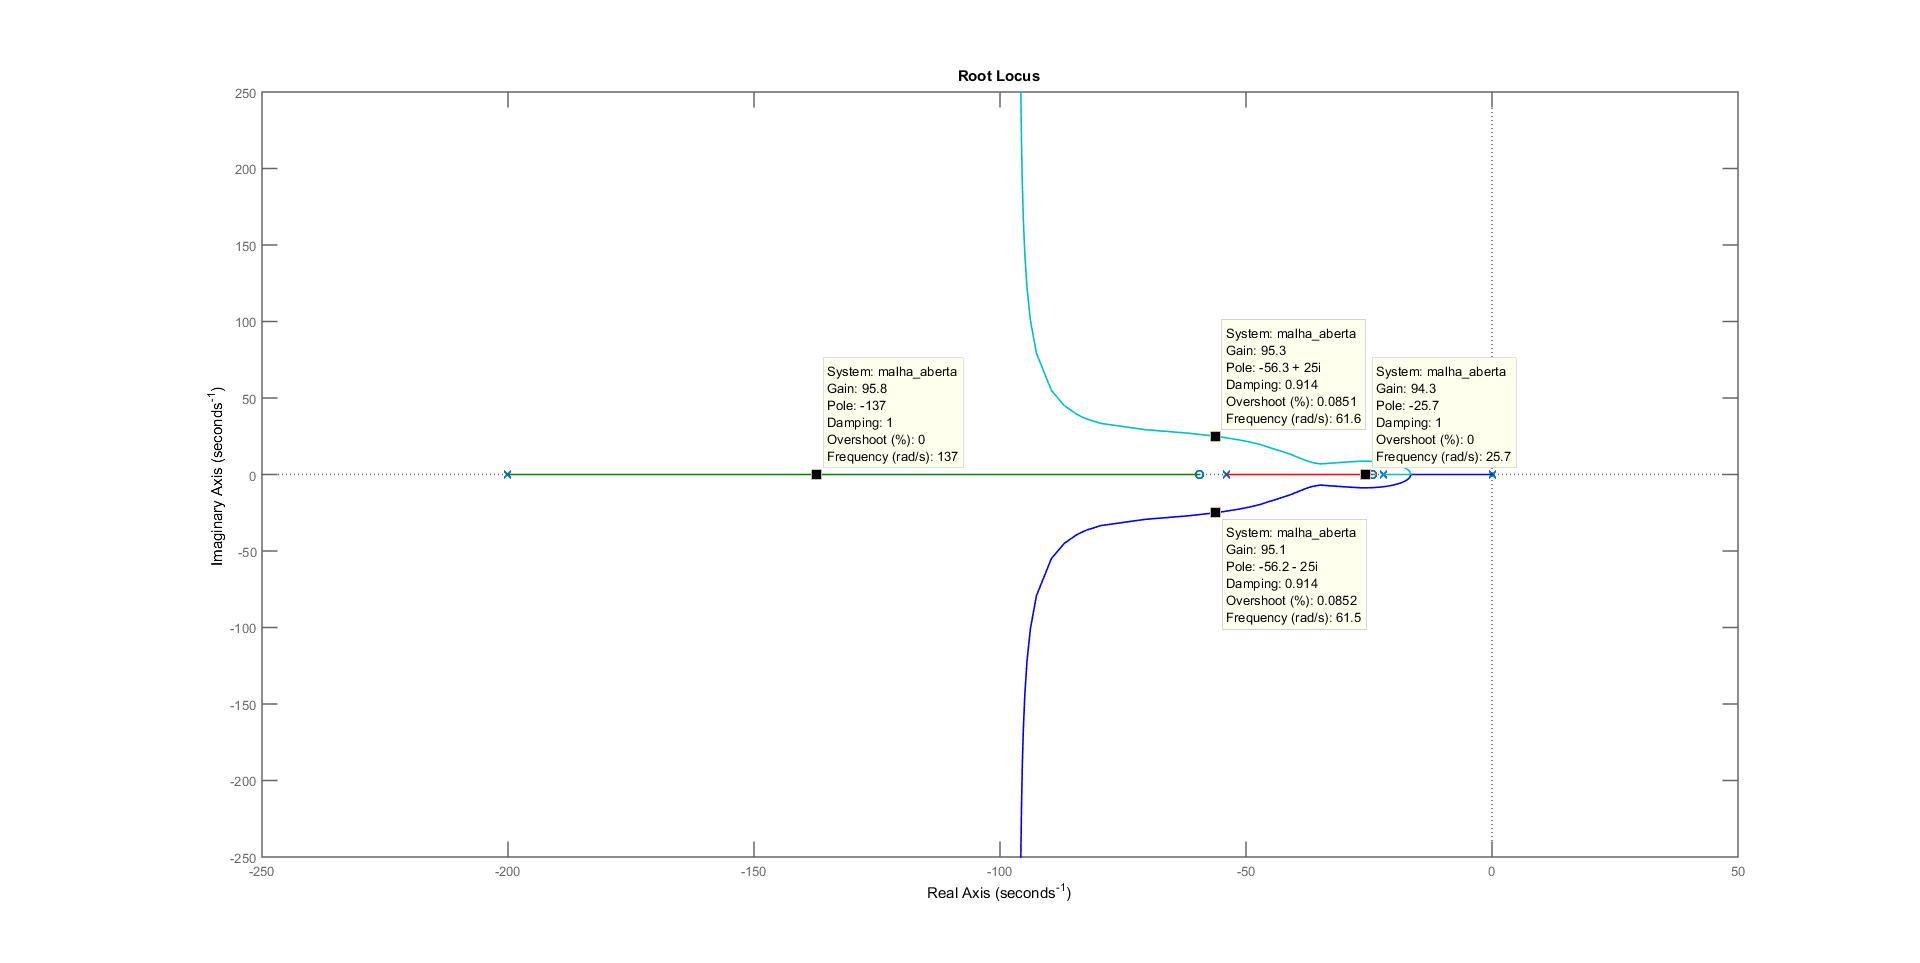 Root Locus
250
200
150
100
50
0
-50
-100
-150
-200
-250
Imaginary Axis (seconds-1)
System: malha_aberta
Gain: 95.8
Pole: -137
Damping: 1
Overshoot (%): 0
Frequency (rad/s): 137
System: malha_aberta
Gain: 95.3
Pole: -56.3 + 25i
Damping: 0.914
Overshoot (%): 0.0851
Frequency (rad/s): 61.6
System: malha_aberta
Gain: 94.3
Pole: -25.7
Damping: 1
Overshoot (%): 0
Frequency (rad/s): 25.7
System: malha_aberta
Gain: 95.1
Pole: -56.2 - 25i
Damping: 0.914
Overshoot (%): 0.0852
Frequency (rad/s): 61.5
-250 -200 -150 -100 -50 0 50
Real Axis (seconds-1)